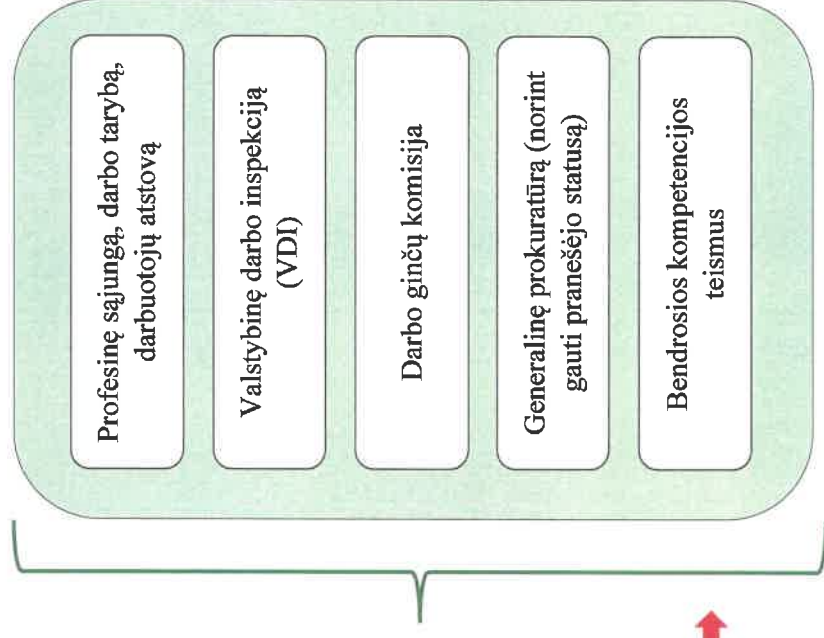 Profesinę sąjungą, darbo tarybą,
darbuotojų atstovą
Valstybinę darbo inspekciją
(VDI)
Darbo ginčų komisija
Generalinę prokuratūrą (norint
gauti pranešėjo statusą)
Bendrosios kompetencijos
teismus